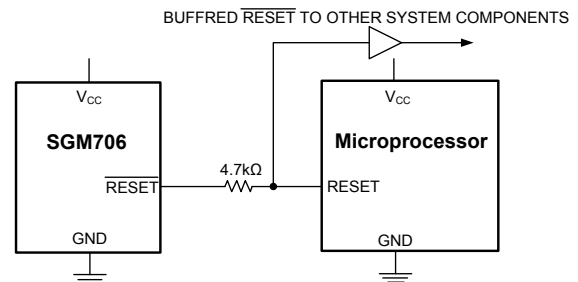 BUFFRED RESET TO OTHER SYSTEM COMPONENTS
VCC
SGM706
RESET
GND
4.7kΩ
VCC
Microprocessor
RESET
GND